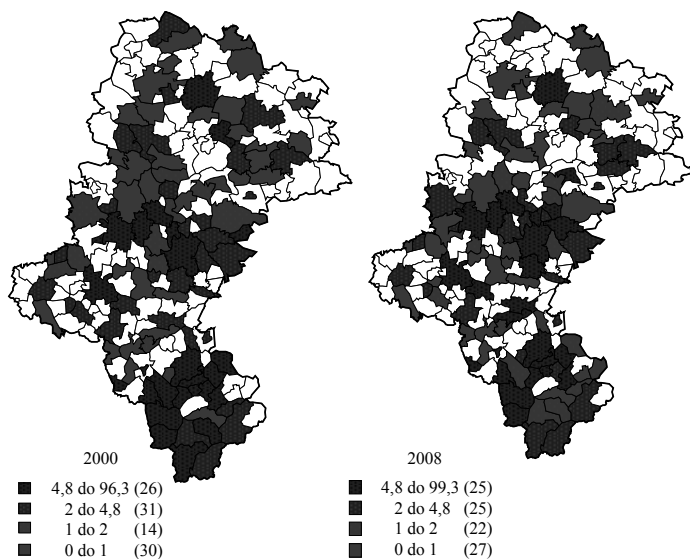 2000
4,8 do 96,3 (26)
2 do 4,8 (31)
1 do 2 (14)
0 do 1 (30)
2008
4,8 do 99,3 (25)
2 do 4,8 (25)
1 do 2 (22)
0 do 1 (27)